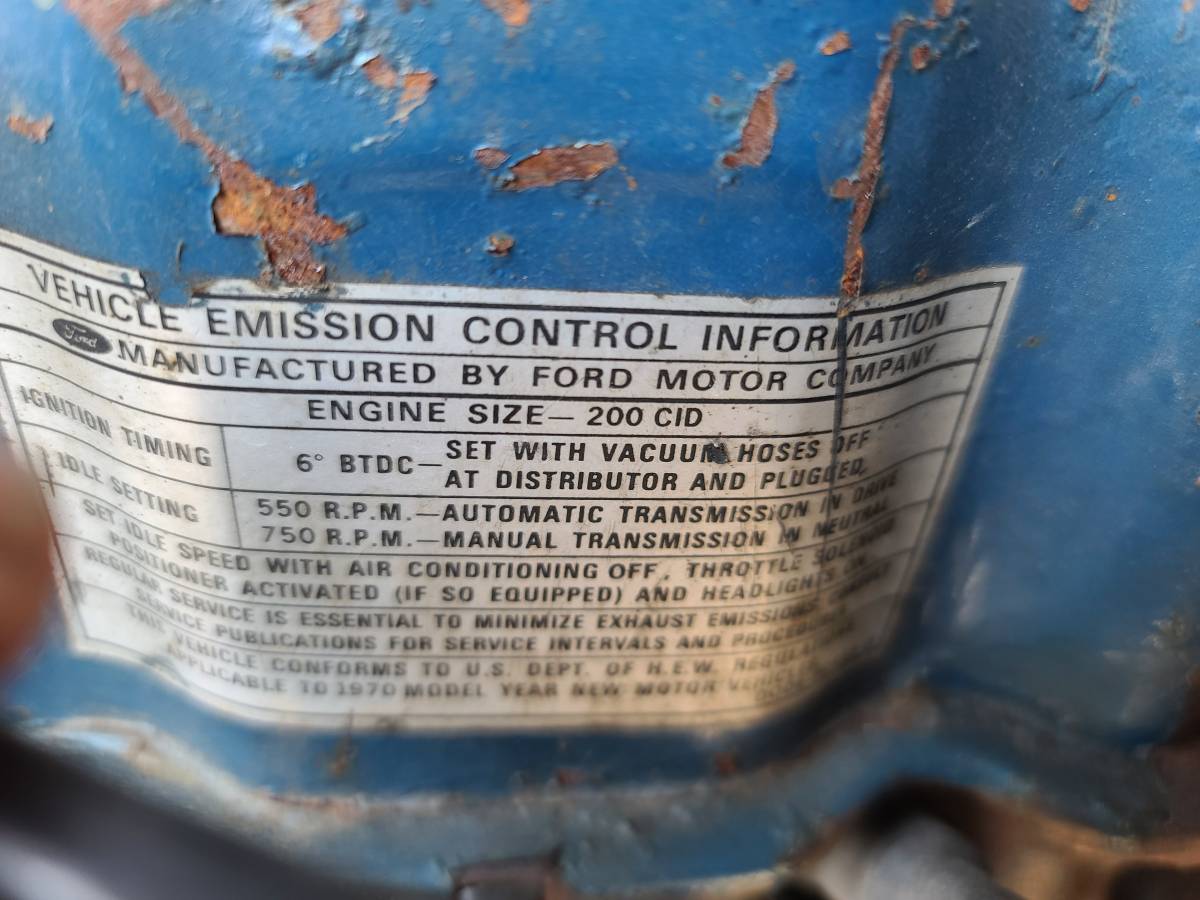 VEHICLE EMISSION CONTROL INFORMATION
Ford MANUFACTURED BY FORD MOTOR COMPANY
ENGINE SIZE— 200 CID
IGNITION TIMING
6° BTDC— SET WITH VACUUM HOSES OFF
AT DISTRIBUTOR AND PLUGGED.
IDLE SETTING
550 R.P.M.—AUTOMATIC TRANSMISSION IN DRIVE
750 R.P.M.—MANUAL TRANSMISSION IN NEUTRAL
SET IDLE SPEED WITH AIR CONDITIONING OFF, THROTTLE SOLENOID
POSITIONER ACTIVATED (IF SO EQUIPPED) AND HEADLIGHTS ON
REGULAR SERVICE IS ESSENTIAL TO MINIMIZE EXHAUST EMISSIONS
SERVICE PUBLICATIONS FOR SERVICE INTERVALS AND PROCEDURES
THIS VEHICLE CONFORMS TO U.S. DEPT. OF H.E.W.
APPLICABLE TO 1970 MODEL YEAR NEW MOTOR